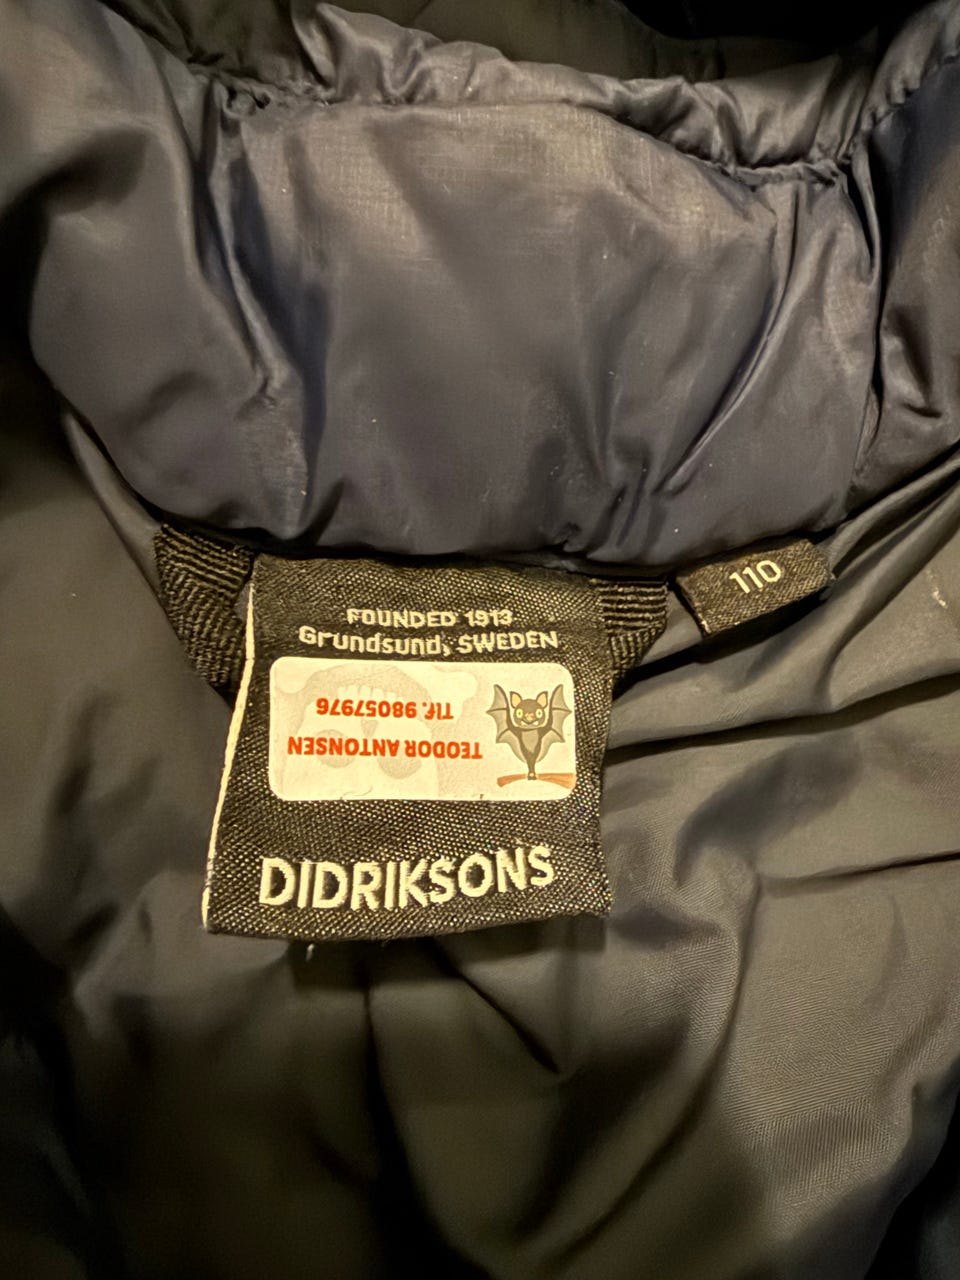 FOUNDED 1913
Grundsund, SWEDEN
TEODOR ANTONSEN
Tlf. 98057976
DIDRIKSONS
110